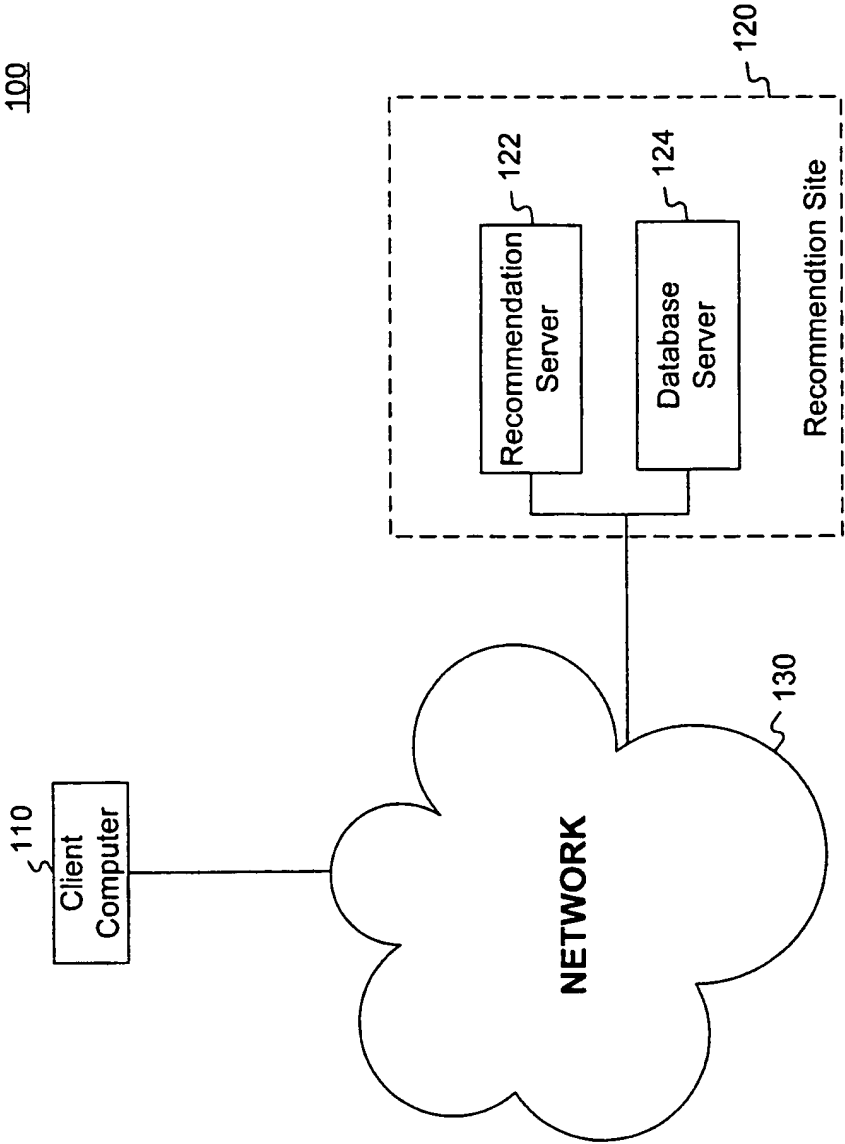 100
110
Client
Computer
NETWORK
130
Recommendation
Server
122
Database
Server
124
Recommendtion Site
120